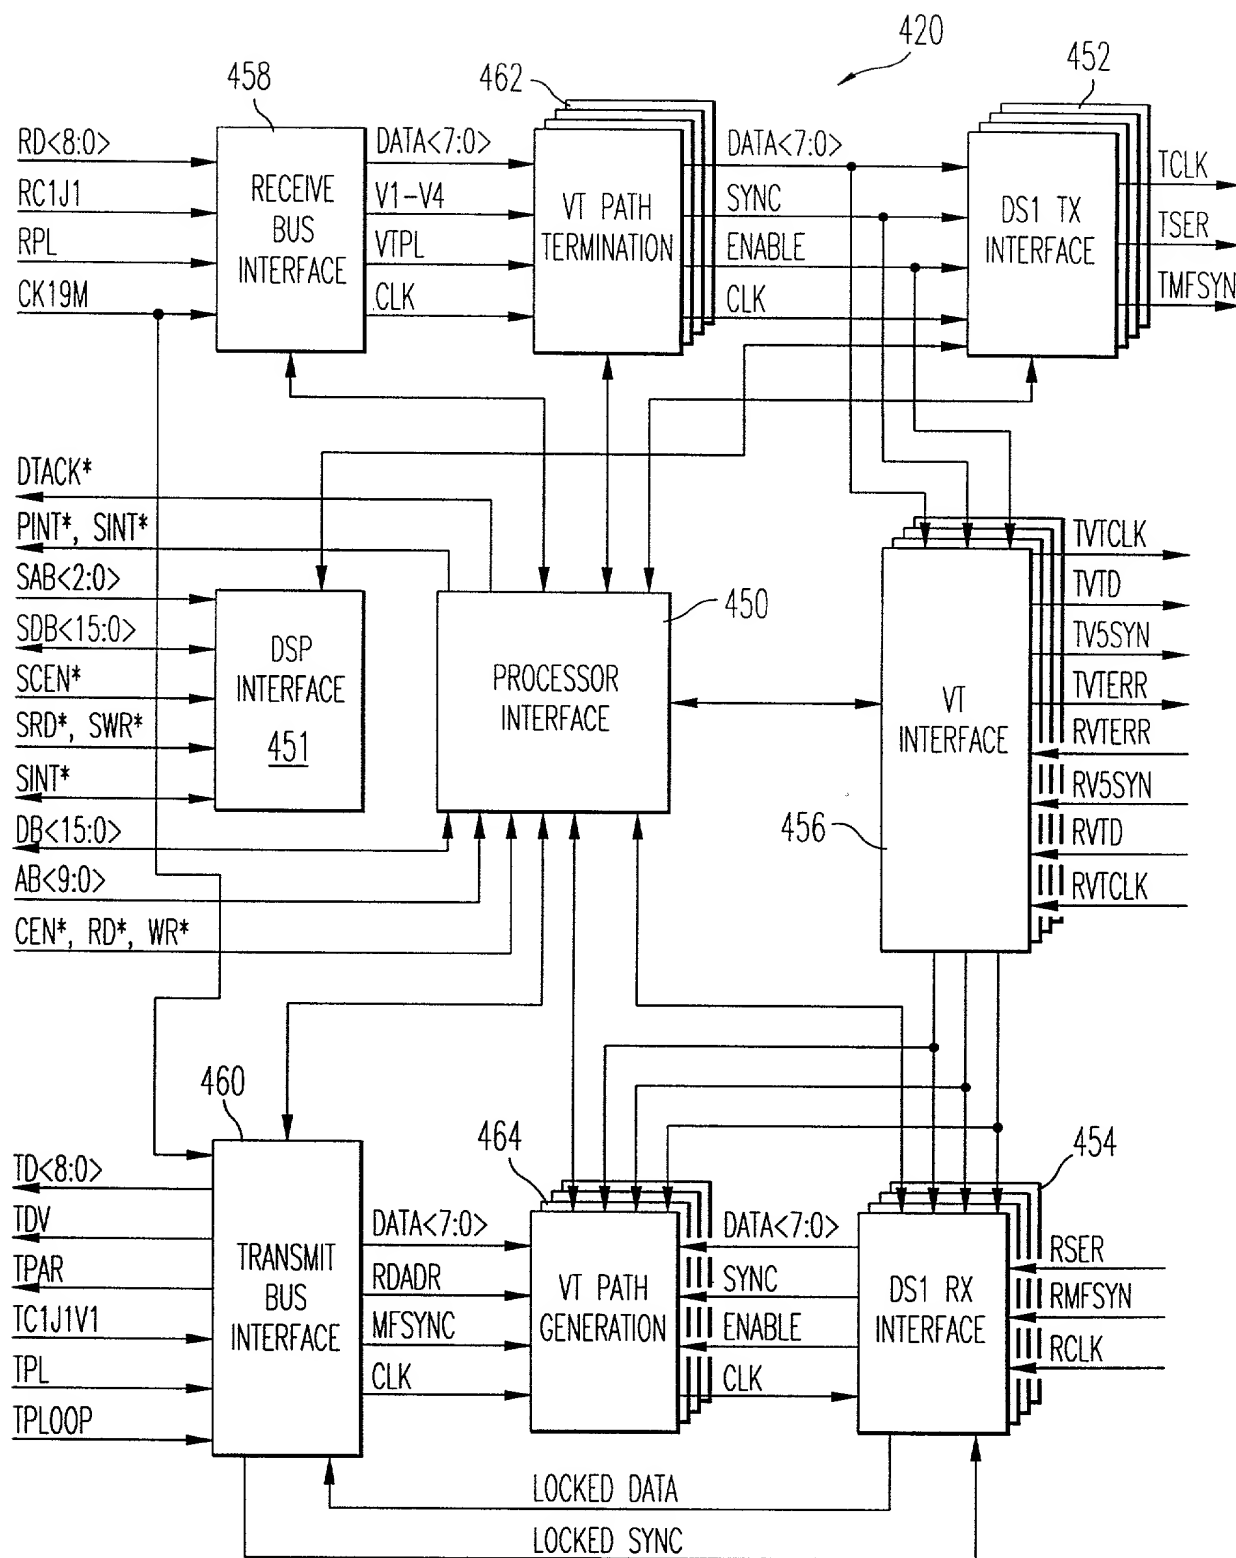 420
458
462
452
RD<8:0>
RC1J1
RPL
CK19M
RECEIVE
BUS
INTERFACE
DATA<7:0>
V1-V4
VTPL
CLK
VT PATH
TERMINATION
DATA<7:0>
SYNC
ENABLE
CLK
DS1 TX
INTERFACE
TCLK
TSER
TMFSYN
DTACK*
PINT*, SINT*
SAB<2:0>
SDB<15:0>
SCEN*
SRD*, SWR*
SINT*
DB<15:0>
AB<9:0>
CEN*, RD*, WR*
DSP
INTERFACE
451
450
PROCESSOR
INTERFACE
VT
INTERFACE
456
TVTCLK
TVTD
TV5SYN
TVTERR
RVTERR
RV5SYN
RVTD
RVTCLK
460
464
454
TD<8:0>
TDV
TPAR
TC1J1V1
TPL
TPLOOP
TRANSMIT
BUS
INTERFACE
DATA<7:0>
RDADR
MFSYNC
CLK
VT PATH
GENERATION
DATA<7:0>
SYNC
ENABLE
CLK
DS1 RX
INTERFACE
RSER
RMFSYN
RCLK
LOCKED DATA
LOCKED SYNC